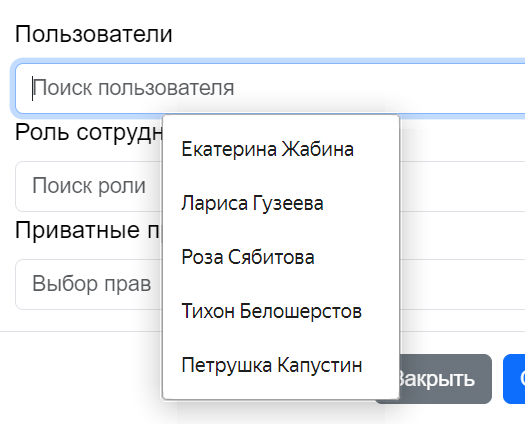 Пользователи
Поиск пользователя
Роль сотрудн
Екатерина Жабина
Поиск роли
Лариса Гузеева
Приватные п
Роза Сябитова
Выбор прав
Тихон Белошерстов
Петрушка Капустин
Закрыть